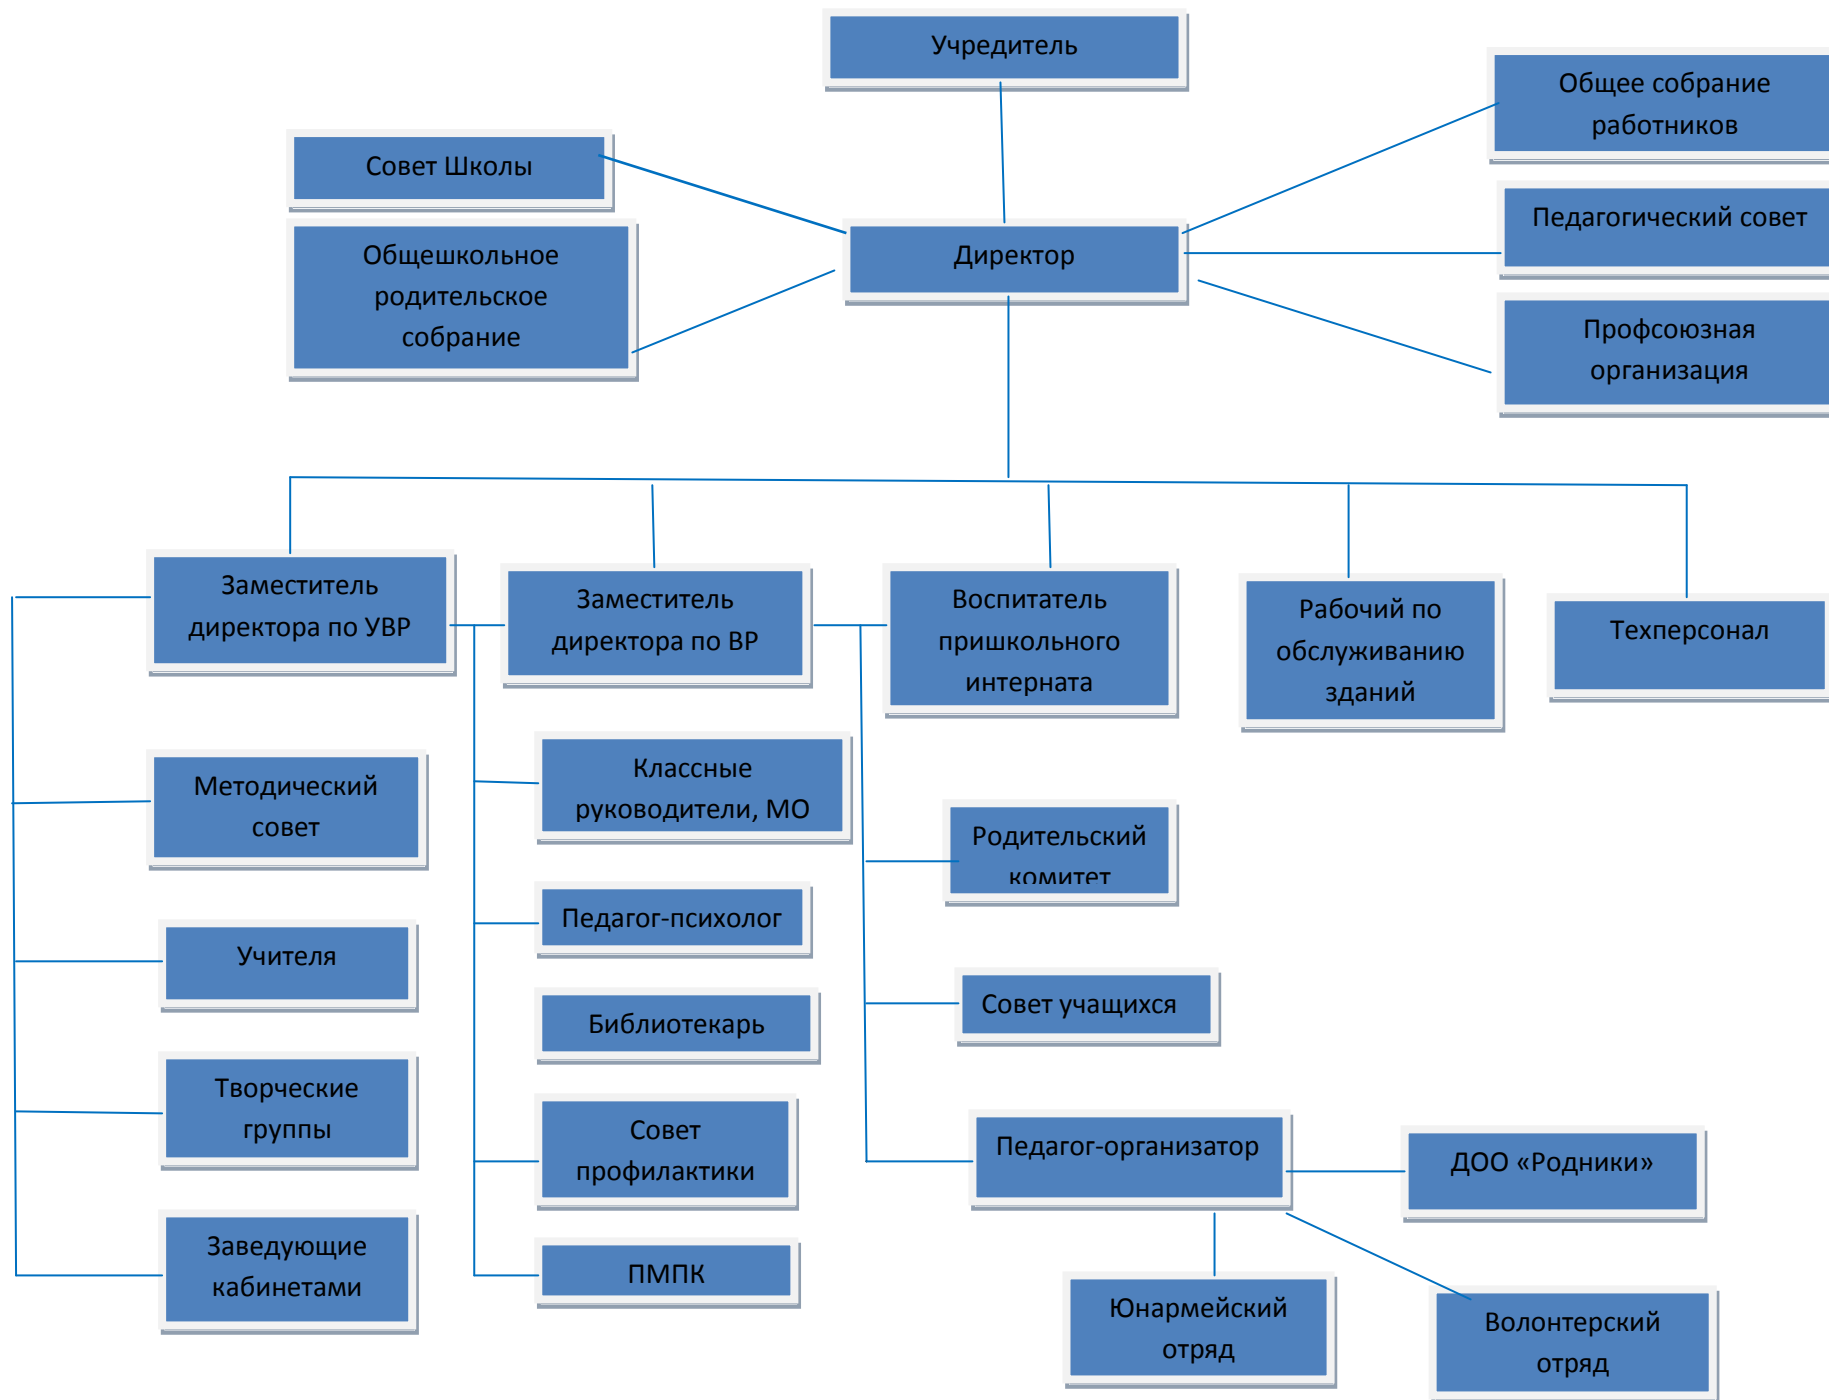 Учредитель
Общее собрание
работников
Совет Школы
Педагогический совет
Общешкольное
родительское
собрание
Директор
Профсоюзная
организация
Заместитель
директора по УВР
Заместитель
директора по ВР
Воспитатель
пришкольного
интерната
Рабочий по
обслуживанию
зданий
Техперсонал
Методический
совет
Классные
руководители, МО
Родительский
комитет
Учителя
Педагог-психолог
Совет учащихся
Библиотекарь
Творческие
группы
Совет
профилактики
Педагог-организатор
ДОО «Родники»
Заведующие
кабинетами
ПМПК
Юнармейский
отряд
Волонтерский
отряд